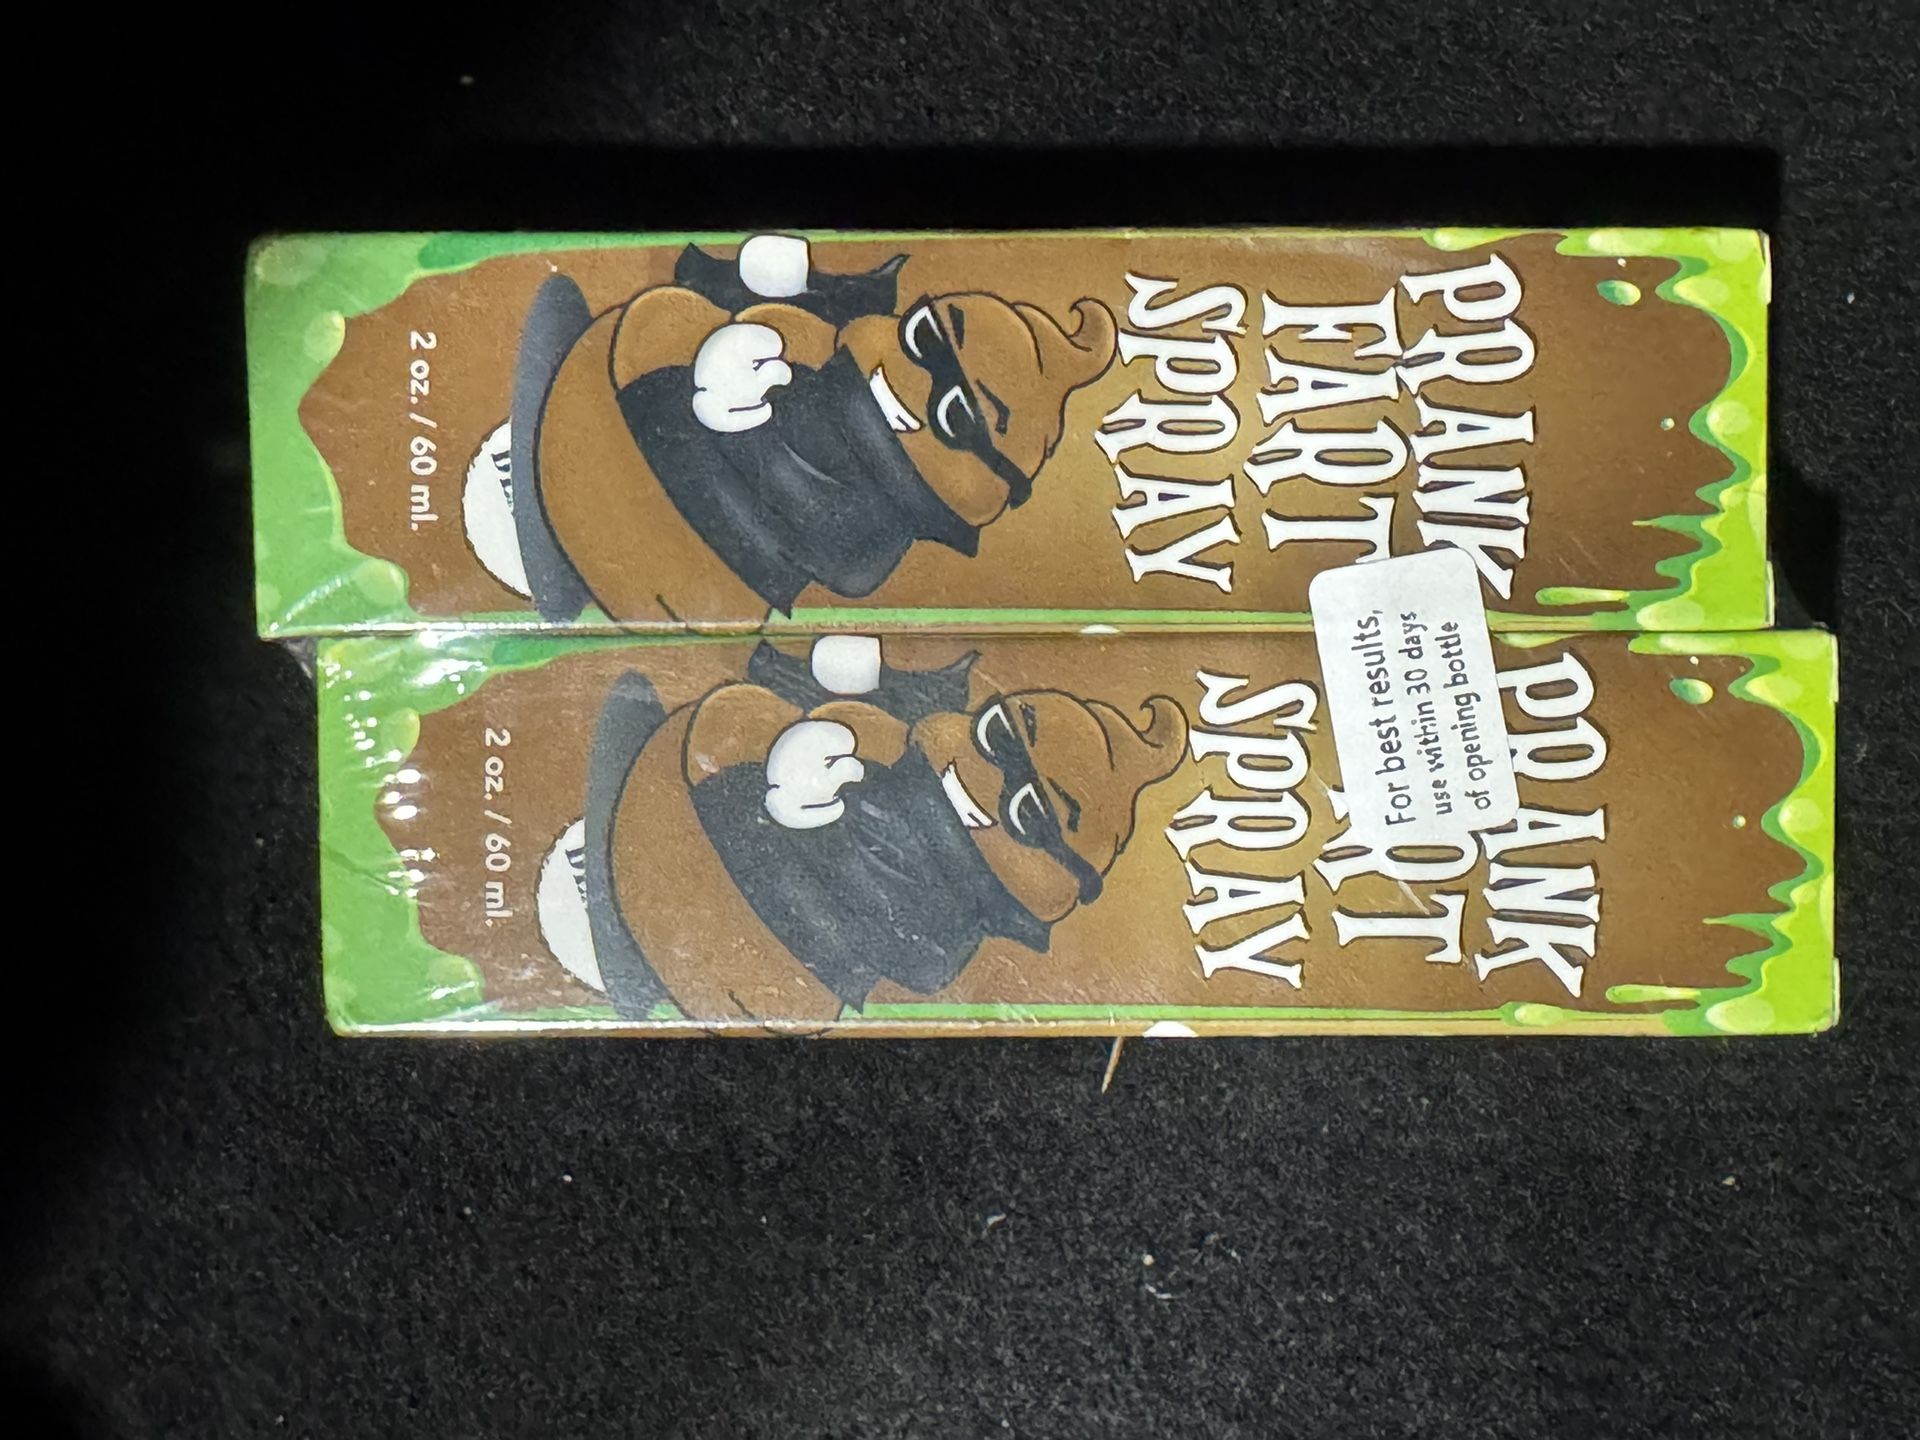 PRANK
FART
SPRAY
2 oz. / 60 ml.
For best results,
use within 30 days
of opening bottle
PRANK
SPRAY
2 oz. / 60 ml.